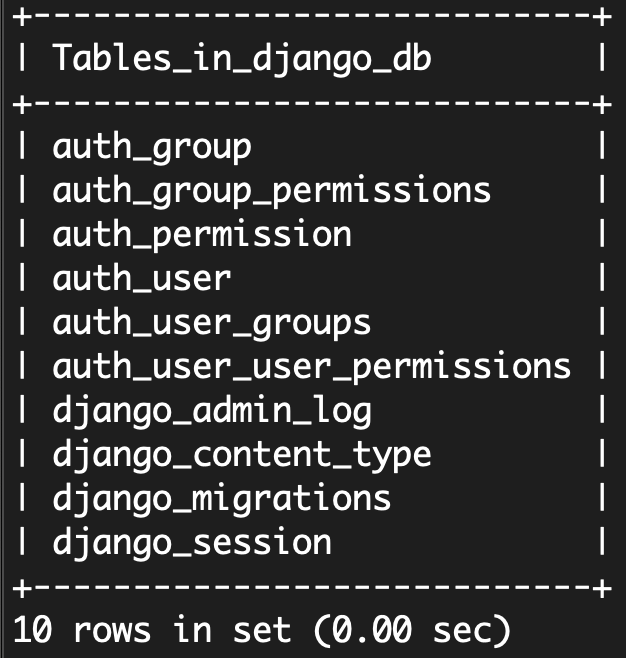 +----------------------------+
| Tables_in_django_db        |
+----------------------------+
| auth_group                 |
| auth_group_permissions     |
| auth_permission            |
| auth_user                  |
| auth_user_groups           |
| auth_user_user_permissions |
| django_admin_log           |
| django_content_type        |
| django_migrations          |
| django_session             |
+----------------------------+
10 rows in set (0.00 sec)